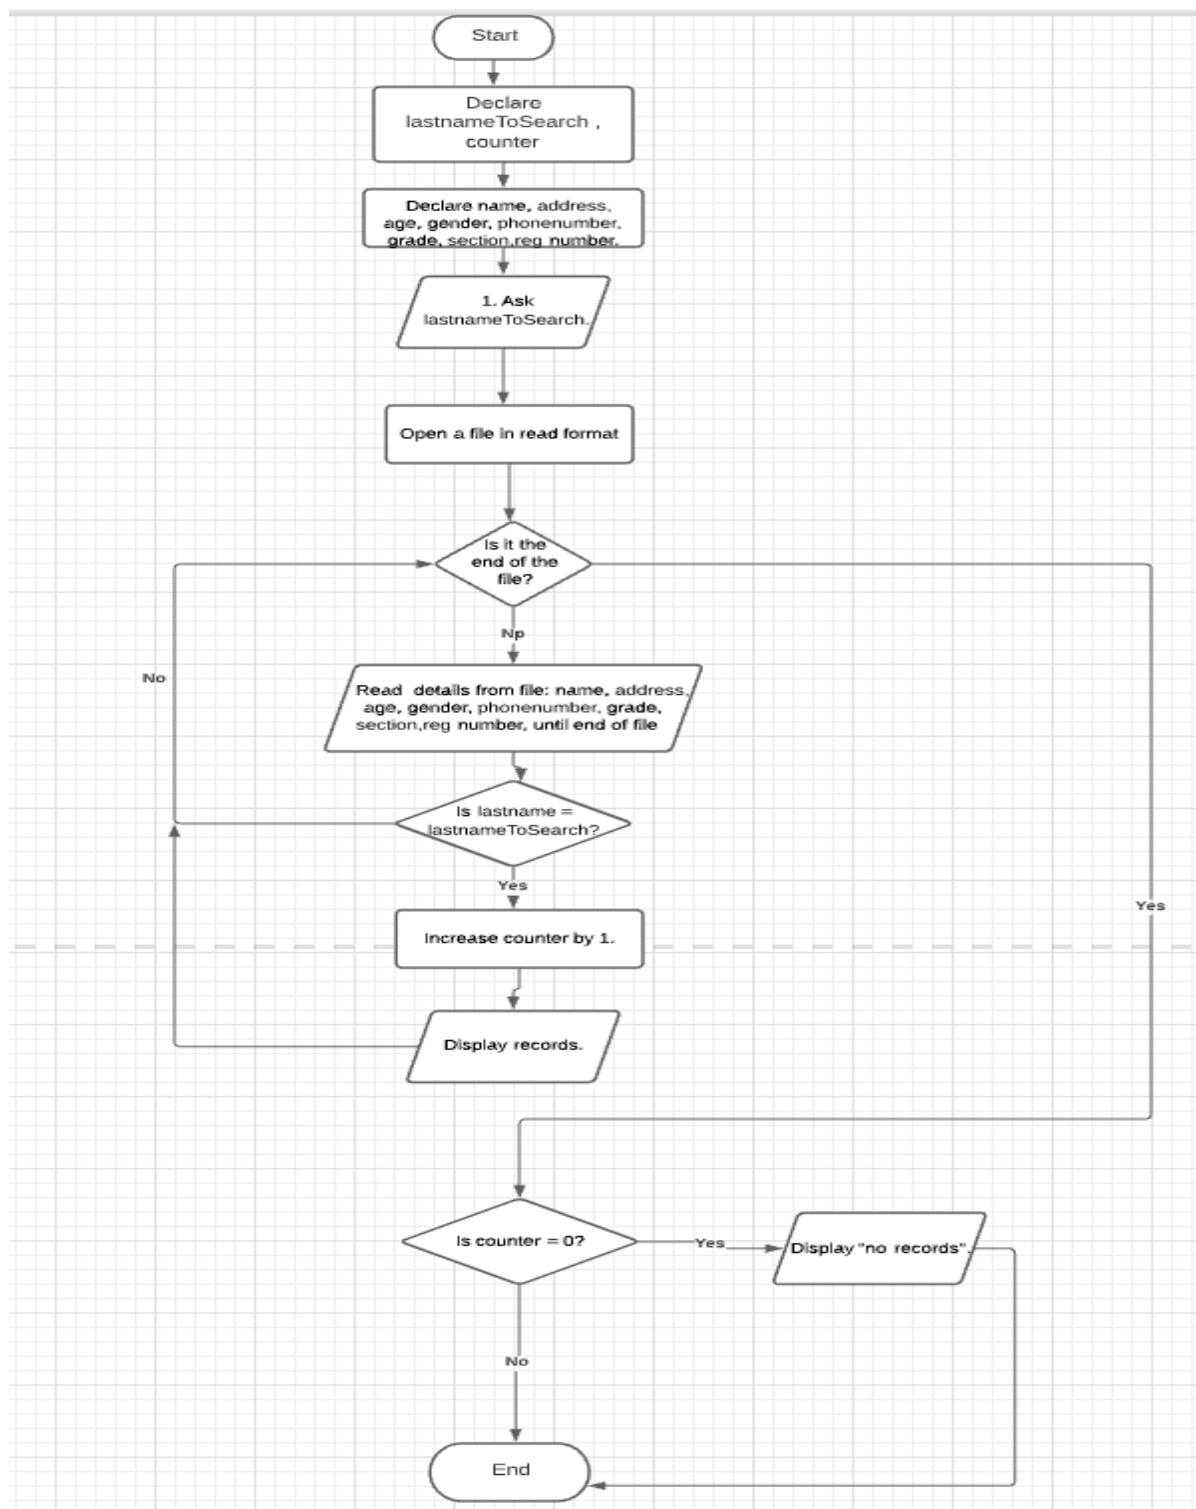 Start
Declare
lastnameToSearch ,
counter
Declare name, address,
age, gender, phonenumber,
grade, section,reg number.
1. Ask
lastnameToSearch.
Open a file in read format
Is it the
end of the
file?
Np
No
Read details from file: name, address,
age, gender, phonenumber, grade,
section,reg number, until end of file
Is lastname =
lastnameToSearch?
Yes
Yes
Increase counter by 1.
Display records.
Is counter = 0?
Yes
Display "no records".
No
End